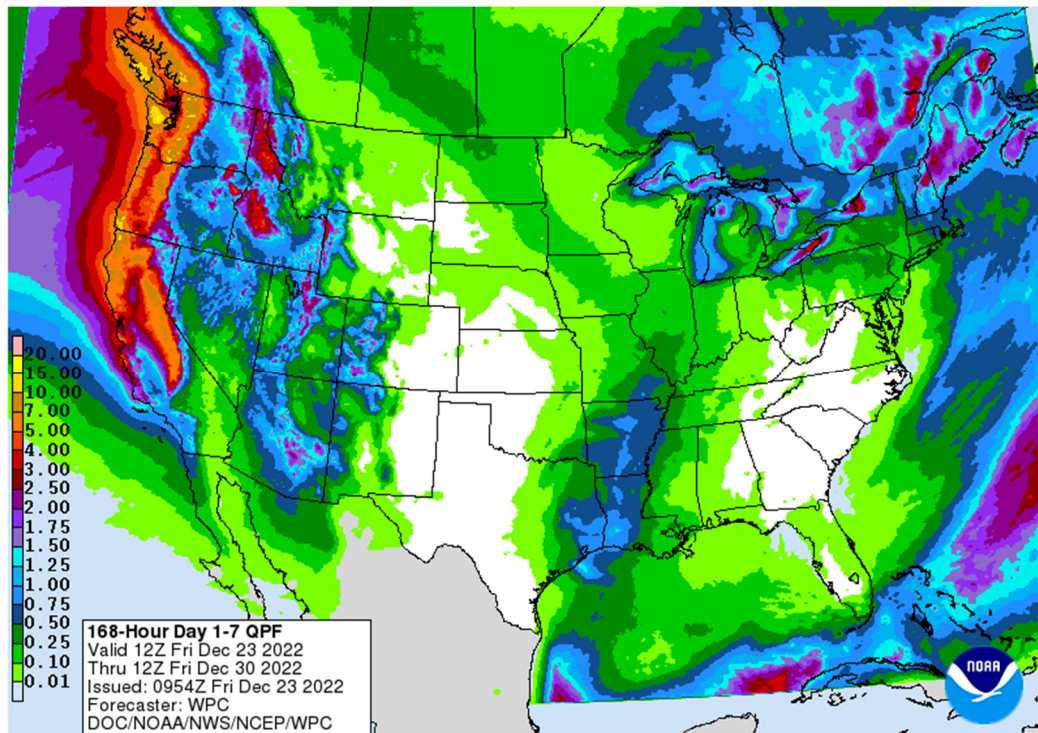 20.00
15.00
10.00
7.00
5.00
4.00
3.00
2.50
2.00
1.75
1.50
1.25
1.00
0.75
0.50
0.25
0.10
0.01
168-Hour Day 1-7 QPF
Valid 12Z Fri Dec 23 2022
Thru 12Z Fri Dec 30 2022
Issued: 0954Z Fri Dec 23 2022
Forecaster: WPC
DOC/NOAA/NWS/NCEP/WPC
NOAA